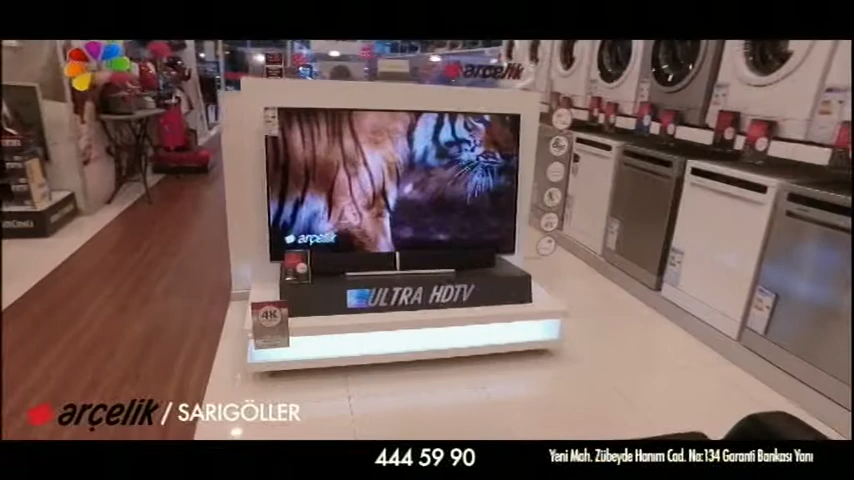 arçelik
arçelik
ULTRA HDTV
4K
arçelik / SARIGÖLLER
444 59 90
Yeni Mah. Zübeyde Hanım Cad. No:134 Garanti Bankası Yanı